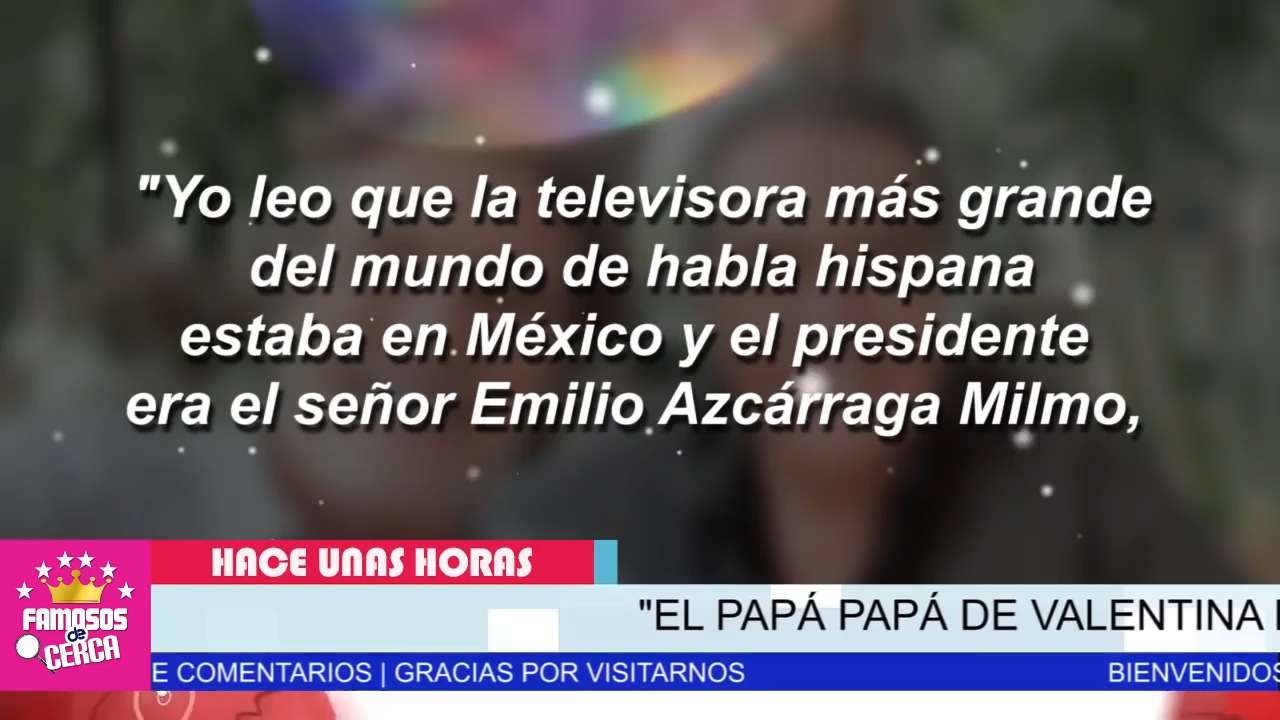 "Yo leo que la televisora más grande
del mundo de habla hispana
estaba en México y el presidente
era el señor Emilio Azcárraga Milmo,
HACE UNAS HORAS
FAMOSOS
de
CERCA
"EL PAPÁ PAPÁ DE VALENTINA
E COMENTARIOS | GRACIAS POR VISITARNOS
BIENVENIDOS